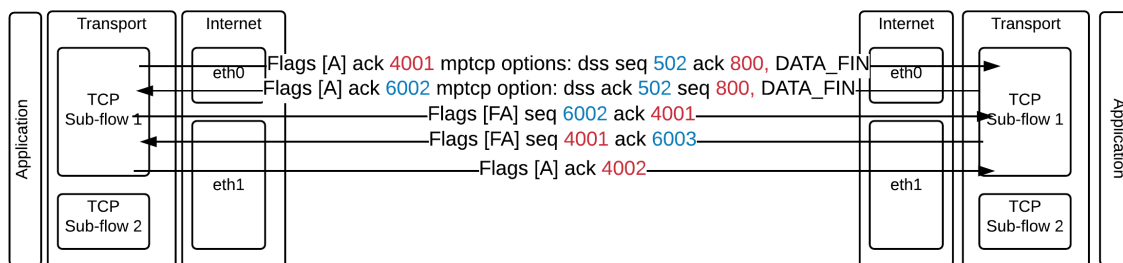 Transport
Internet
Internet
Transport
Application
eth0
TCP
Sub-flow 1
Flags [A] ack 4001 mptcp options: dss seq 502 ack 800, DATA_FIN
Flags [A] ack 6002 mptcp option: dss ack 502 seq 800, DATA_FIN
Flags [FA] seq 6002 ack 4001
Flags [FA] seq 4001 ack 6003
Flags [A] ack 4002
eth0
TCP
Sub-flow 1
eth1
eth1
TCP
Sub-flow 2
TCP
Sub-flow 2
Application